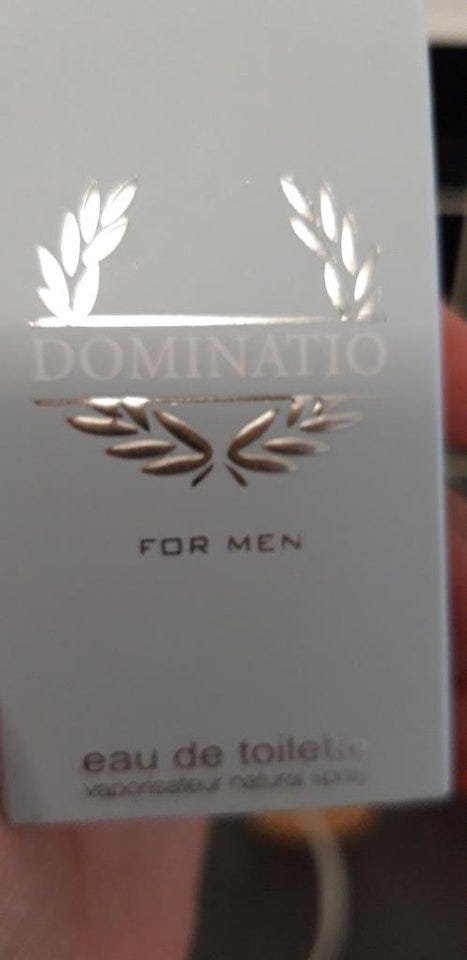 DOMINATIO
FOR MEN
eau de toilette
vaporisateur natural spray